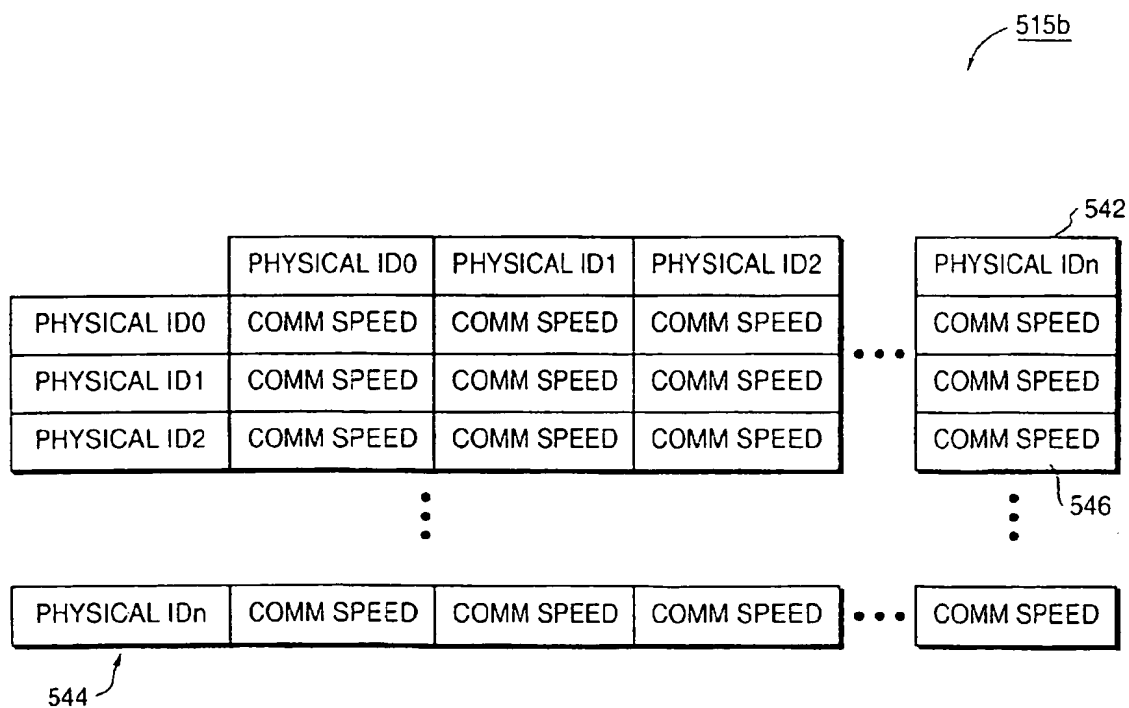 515b
542
PHYSICAL ID0 PHYSICAL ID1 PHYSICAL ID2 PHYSICAL IDn
PHYSICAL ID0 COMM SPEED COMM SPEED COMM SPEED ••• COMM SPEED
PHYSICAL ID1 COMM SPEED COMM SPEED COMM SPEED COMM SPEED
PHYSICAL ID2 COMM SPEED COMM SPEED COMM SPEED COMM SPEED
546
PHYSICAL IDn COMM SPEED COMM SPEED COMM SPEED ••• COMM SPEED
544